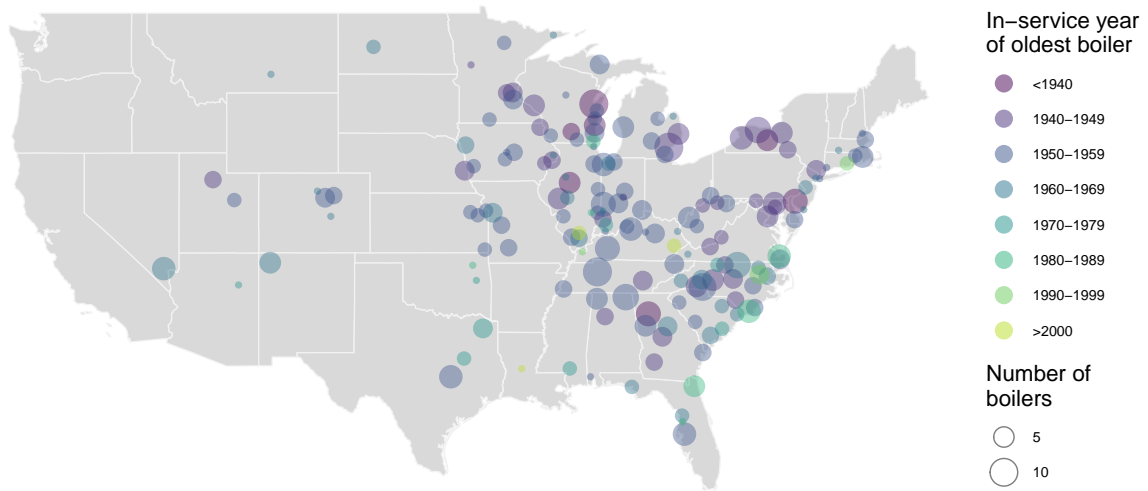 In−service year
of oldest boiler
<1940
1940−1949
1950−1959
1960−1969
1970−1979
1980−1989
1990−1999
>2000
Number of
boilers
5
10